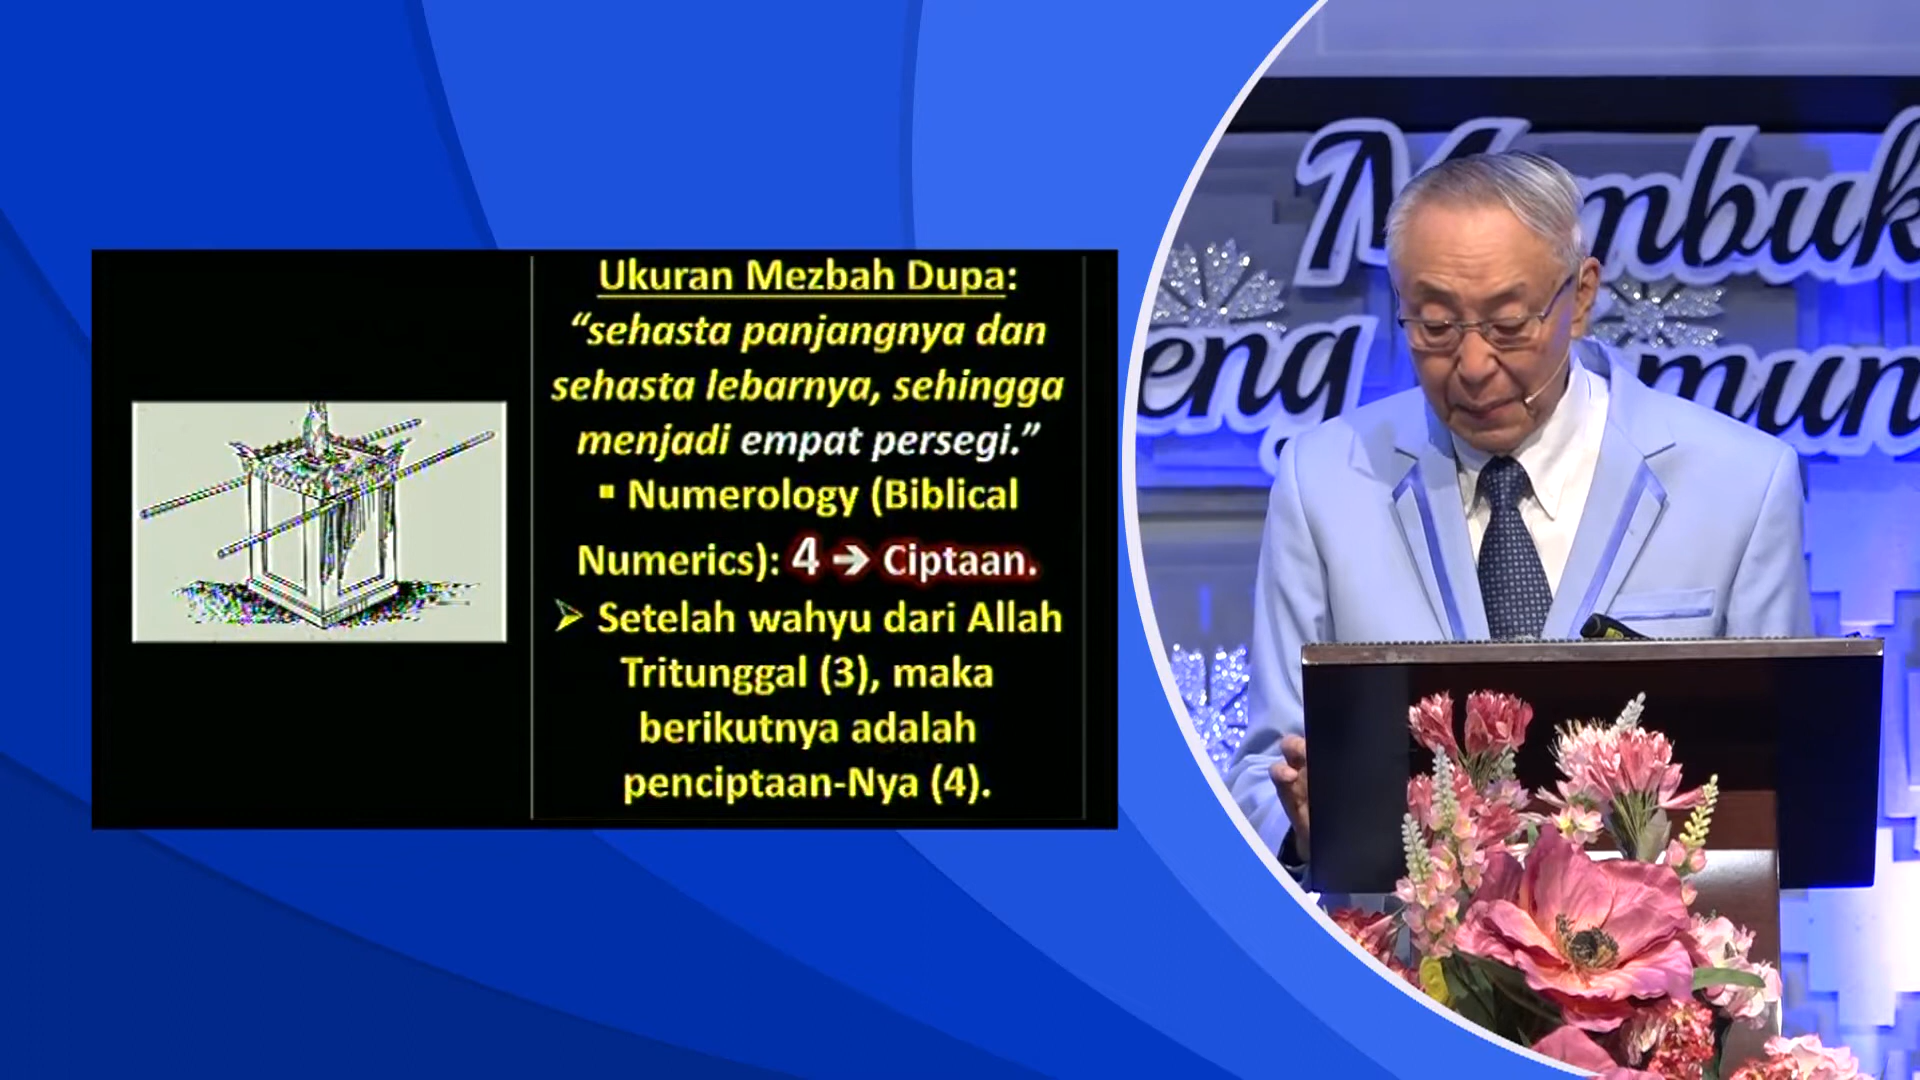 Ukuran Mezbah Dupa:
“sehasta panjangnya dan
sehasta lebarnya, sehingga
menjadi empat persegi.”
▪ Numerology (Biblical
Numerics): 4 ➔ Ciptaan.
➢ Setelah wahyu dari Allah
Tritunggal (3), maka
berikutnya adalah
penciptaan-Nya (4).